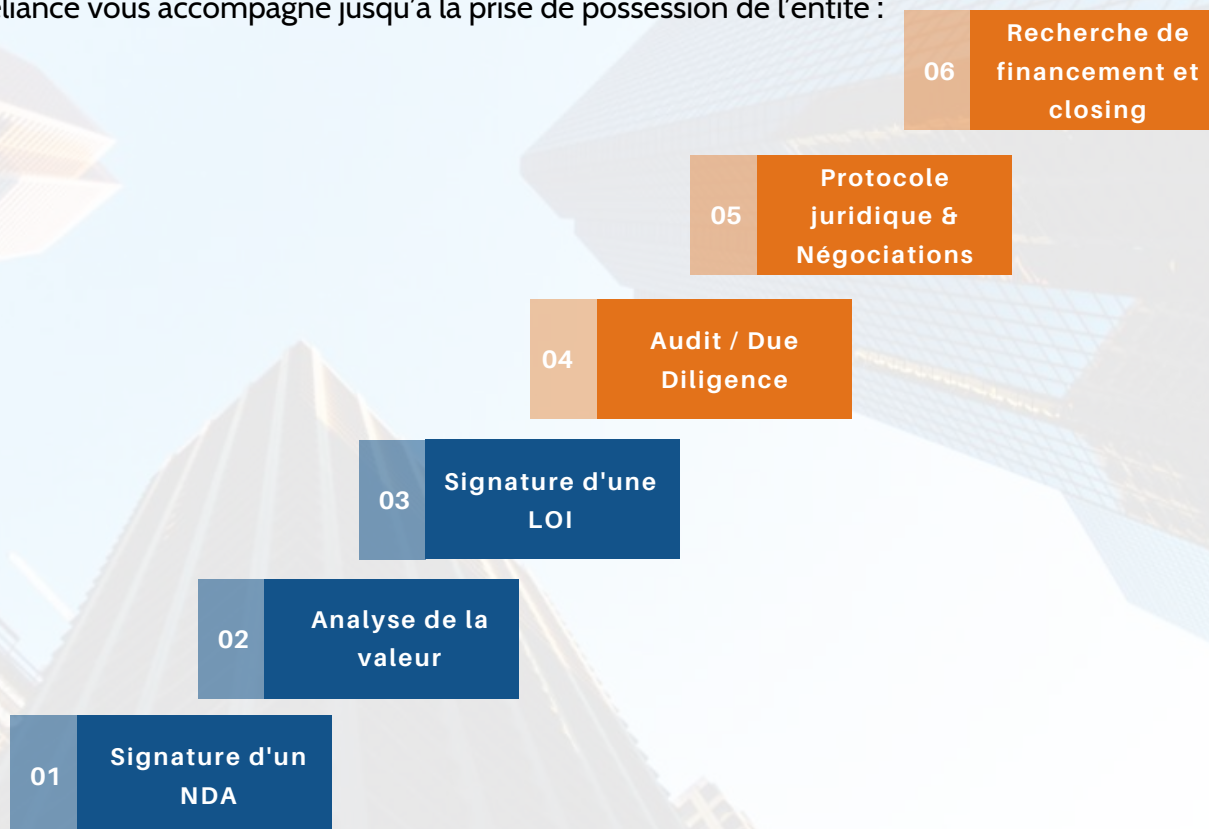 vous accompagne jusqu'à la prise de possession de l'entité :
06
Recherche de
financement et
closing
05
Protocole
juridique &
Négociations
04
Audit / Due
Diligence
03
Signature d'une
LOI
02
Analyse de la
valeur
01
Signature d'un
NDA